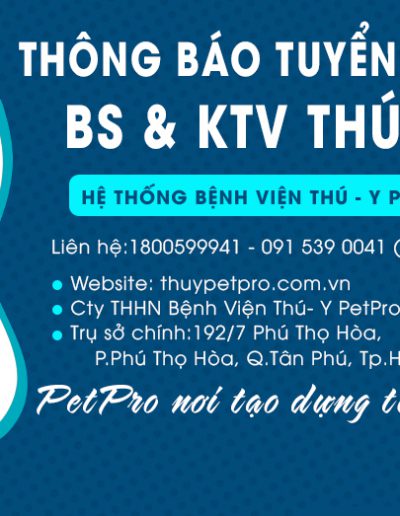 THÔNG BÁO TUYỂN
BS & KTV THÚ
HỆ THỐNG BỆNH VIỆN THÚ - Y P
Liên hệ:1800599941 - 091 539 0041 (
Website: thuypetpro.com.vn
Cty THHN Bệnh Viện Thú- Y PetPro
Trụ sở chính:192/7 Phú Thọ Hòa,
P.Phú Thọ Hòa, Q.Tân Phú, Tp.H
PetPro nơi tạo dựng t